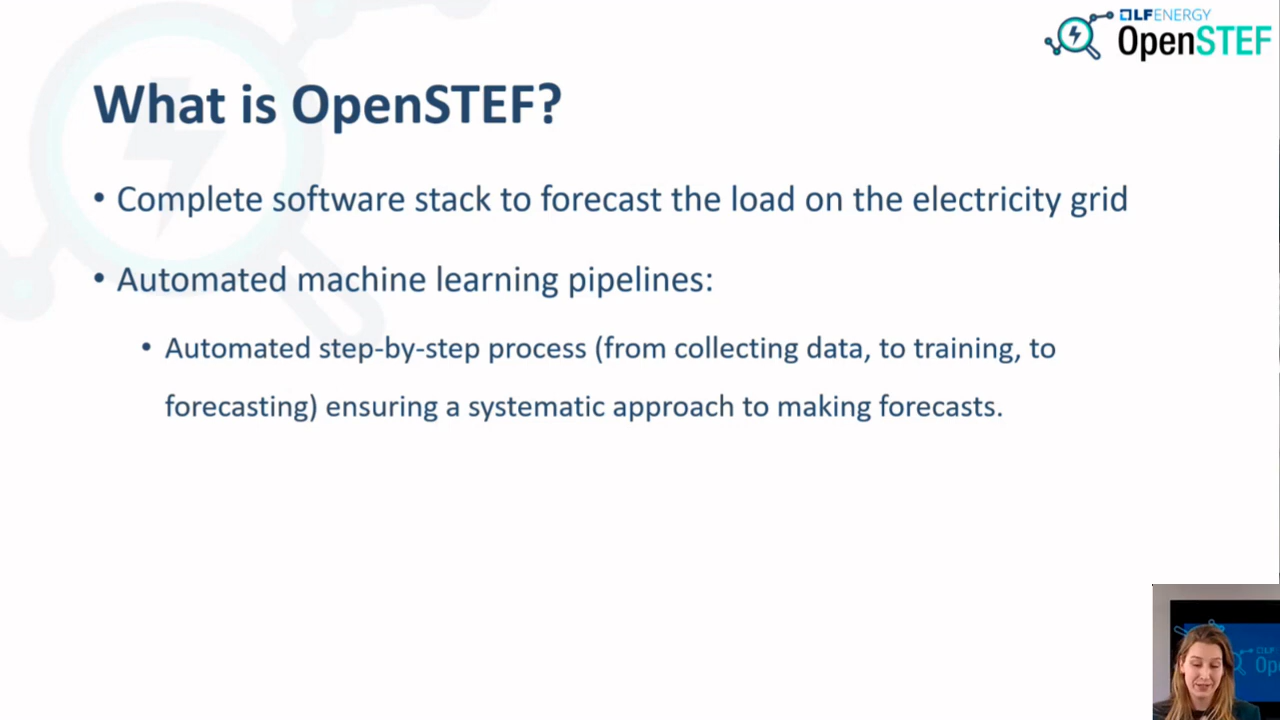 LFENERGY
OpenSTEF
What is OpenSTEF?
• Complete software stack to forecast the load on the electricity grid
• Automated machine learning pipelines:
• Automated step-by-step process (from collecting data, to training, to
forecasting) ensuring a systematic approach to making forecasts.
LF
Op